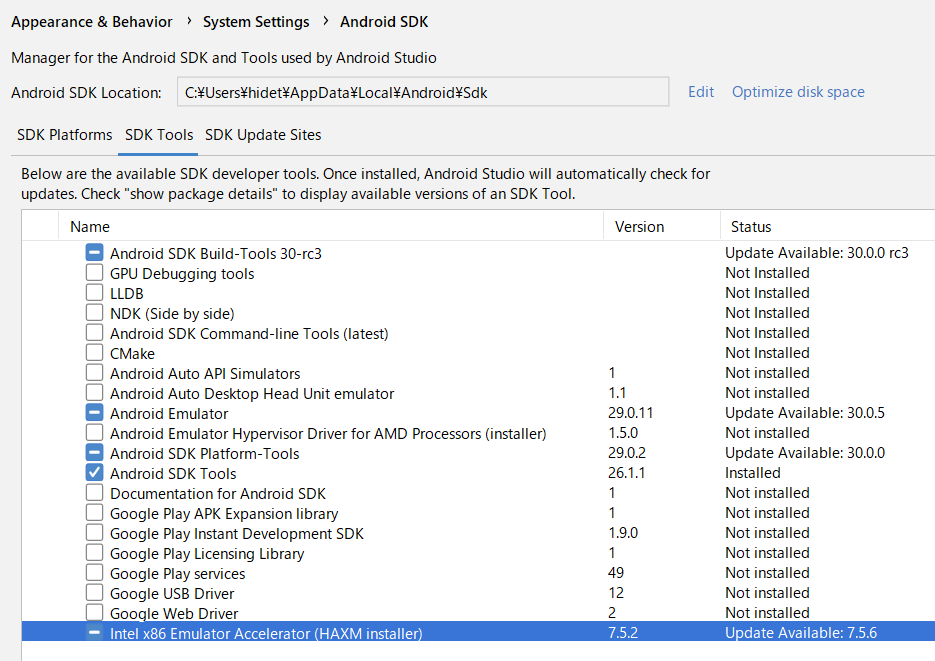 Appearance & Behavior › System Settings › Android SDK
Manager for the Android SDK and Tools used by Android Studio
Android SDK Location: C:¥Users¥hidet¥AppData¥Local¥Android¥Sdk Edit Optimize disk space
SDK Platforms SDK Tools SDK Update Sites
Below are the available SDK developer tools. Once installed, Android Studio will automatically check for
updates. Check "show package details" to display available versions of an SDK Tool.
Name Version Status
Android SDK Build-Tools 30-rc3 Update Available: 30.0.0 rc3
GPU Debugging tools Not Installed
LLDB Not Installed
NDK (Side by side) Not Installed
Android SDK Command-line Tools (latest) Not Installed
CMake Not Installed
Android Auto API Simulators 1 Not installed
Android Auto Desktop Head Unit emulator 1.1 Not installed
Android Emulator 29.0.11 Update Available: 30.0.5
Android Emulator Hypervisor Driver for AMD Processors (installer) 1.5.0 Not installed
Android SDK Platform-Tools 29.0.2 Update Available: 30.0.0
Android SDK Tools 26.1.1 Installed
Documentation for Android SDK 1 Not installed
Google Play APK Expansion library 1 Not installed
Google Play Instant Development SDK 1.9.0 Not installed
Google Play Licensing Library 1 Not installed
Google Play services 49 Not installed
Google USB Driver 12 Not installed
Google Web Driver 2 Not installed
Intel x86 Emulator Accelerator (HAXM installer) 7.5.2 Update Available: 7.5.6